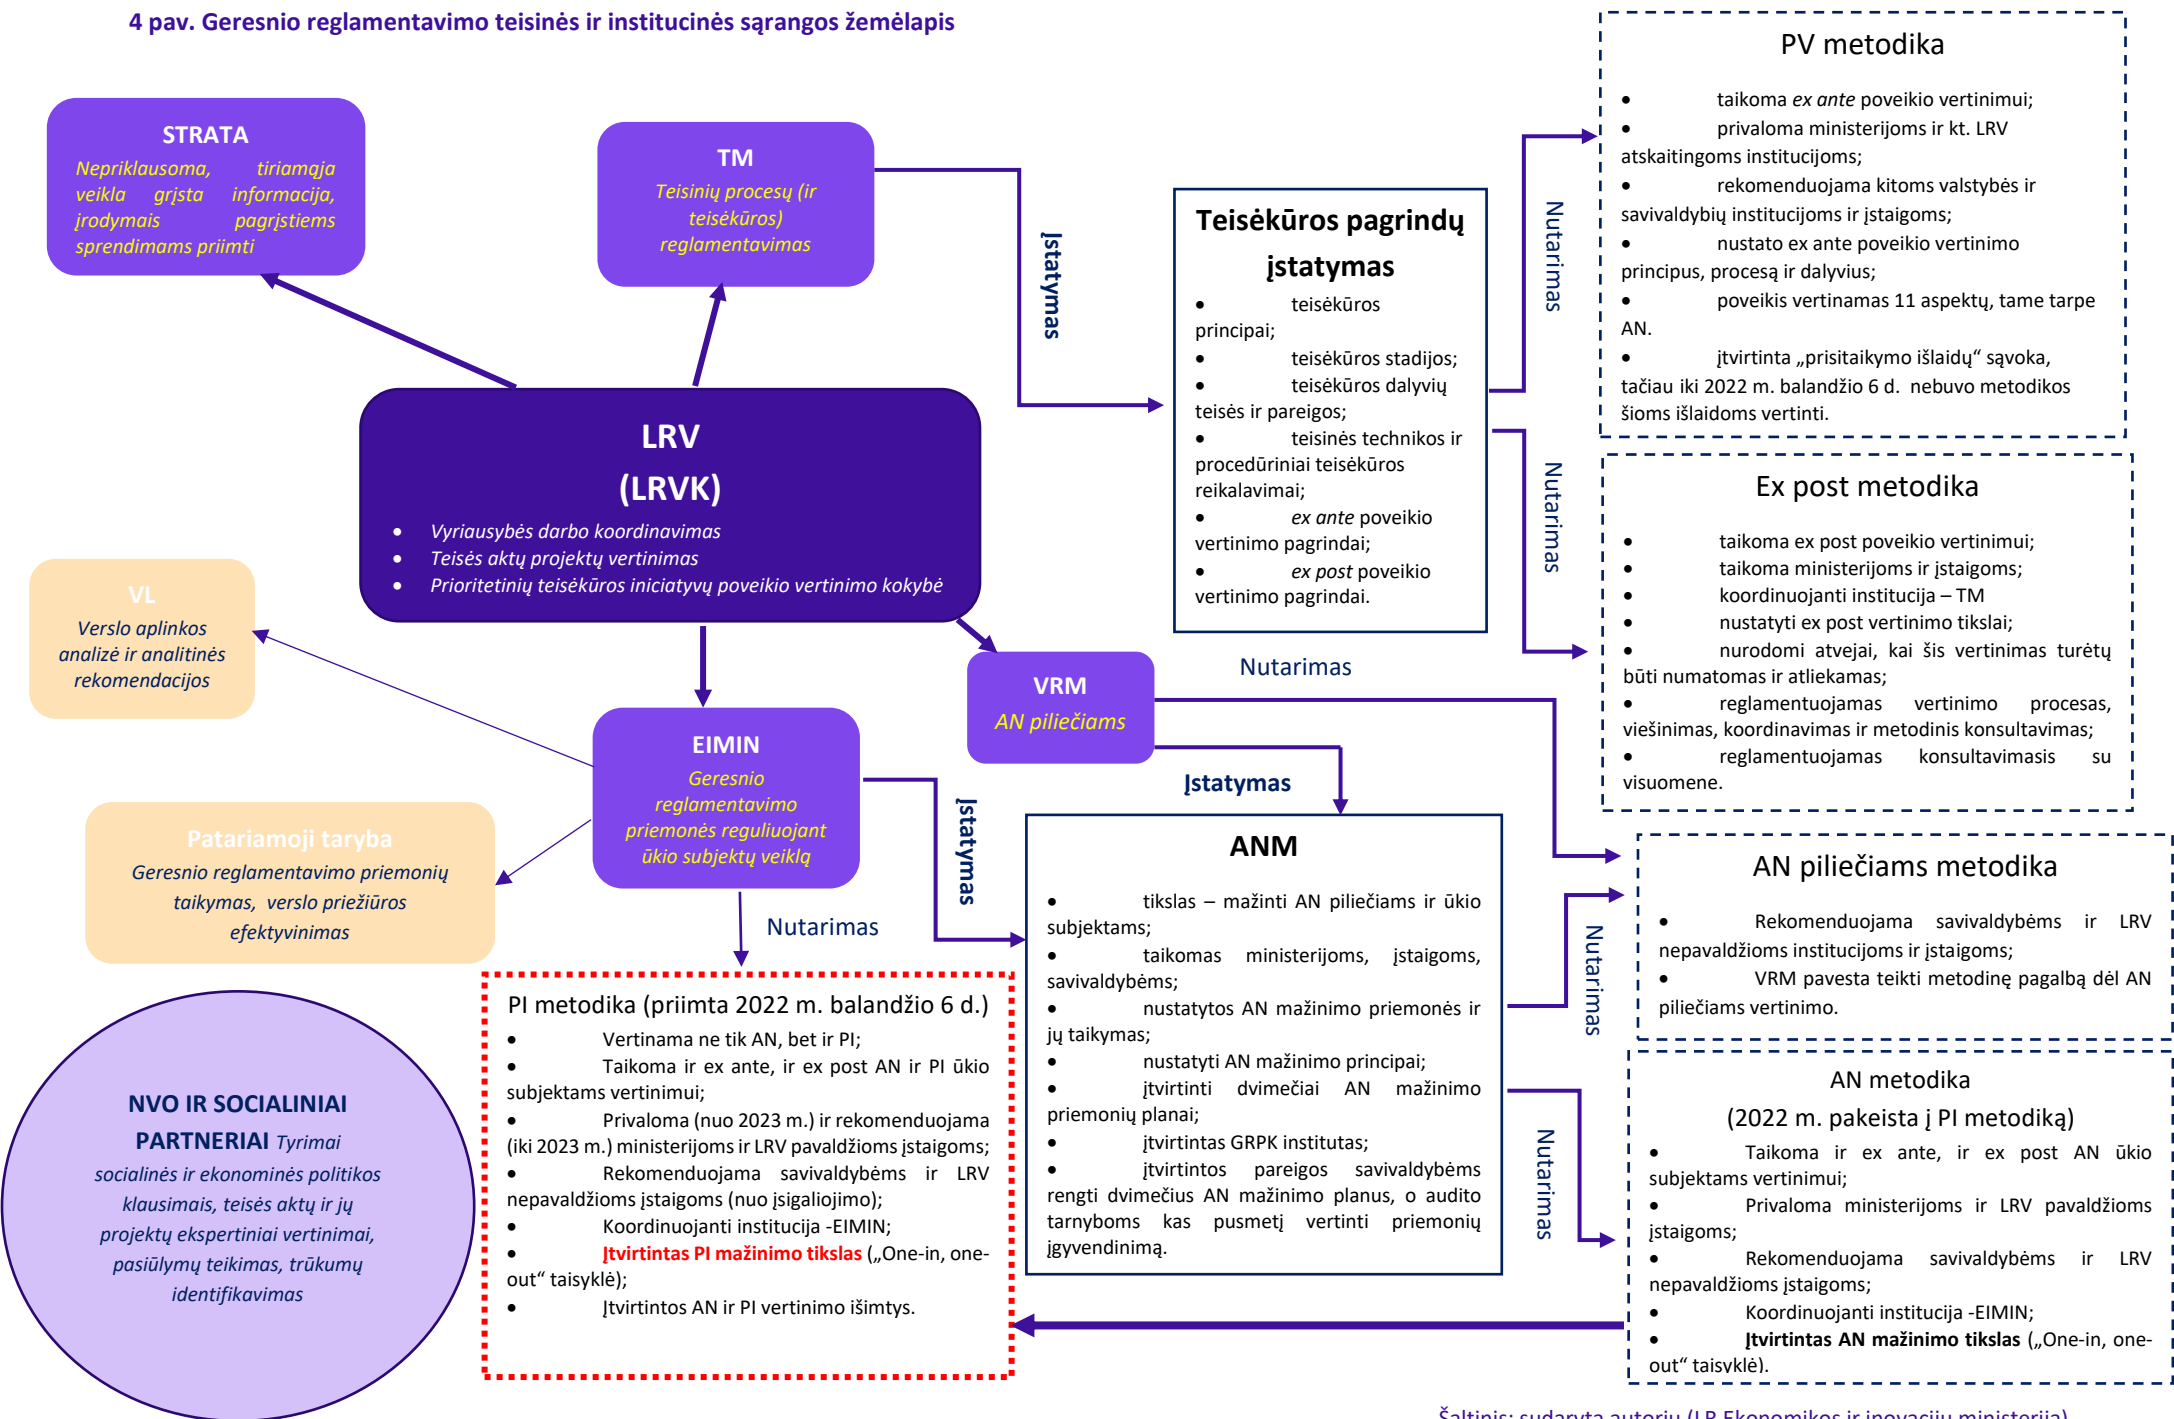 4 pav. Geresnio reglamentavimo teisinės ir institucinės sąrangos žemėlapis
STRATA
Nepriklausoma, tiriamąja
veikla grįsta informacija,
įrodymais pagrįstiems
sprendimams priimti
TM
Teisinių procesų (ir
teisėkūros)
reglamentavimas
Įstatymas
LRV
(LRVK)
• Vyriausybės darbo koordinavimas
• Teisės aktų projektų vertinimas
• Prioritetinių teisėkūros iniciatyvų poveikio vertinimo kokybė
Teisėkūros pagrindų
įstatymas
• teisėkūros
principai;
• teisėkūros stadijos;
• teisėkūros dalyvių
teisės ir pareigos;
• teisinės technikos ir
procedūriniai teisėkūros
reikalavimai;
• ex ante poveikio
vertinimo pagrindai;
• ex post poveikio
vertinimo pagrindai.
Nutarimas
Nutarimas
PV metodika
• taikoma ex ante poveikio vertinimui;
• privaloma ministerijoms ir kt. LRV
atskaitingoms institucijoms;
• rekomenduojama kitoms valstybės ir
savivaldybių institucijoms ir įstaigoms;
• nustato ex ante poveikio vertinimo
principus, procesą ir dalyvius;
• poveikis vertinamas 11 aspektų, tame tarpe
AN.
• įtvirtinta „prisitaikymo išlaidų“ sąvoka,
tačiau iki 2022 m. balandžio 6 d. nebuvo metodikos
šioms išlaidoms vertinti.
Ex post metodika
• taikoma ex post poveikio vertinimui;
• taikoma ministerijoms ir įstaigoms;
• koordinuojanti institucija – TM
• nustatyti ex post vertinimo tikslai;
• nurodomi atvejai, kai šis vertinimas turėtų
būti numatomas ir atliekamas;
• reglamentuojamas vertinimo procesas,
viešinimas, koordinavimas ir metodinis konsultavimas;
• reglamentuojamas konsultavimasis su
visuomene.
VL
Verslo aplinkos
analizė ir analitinės
rekomendacijos
VRM
AN piliečiams
Nutarimas
Įstatymas
EIMIN
Geresnio
reglamentavimo
priemonės reguliuojant
ūkio subjektų veiklą
Įstatymas
Nutarimas
Patariamoji taryba
Geresnio reglamentavimo priemonių
taikymas, verslo priežiūros
efektyvinimas
ANM
• tikslas – mažinti AN piliečiams ir ūkio
subjektams;
• taikomas ministerijoms, įstaigoms,
savivaldybėms;
• nustatytos AN mažinimo priemonės ir
jų taikymas;
• nustatyti AN mažinimo principai;
• įtvirtinti dvimečiai AN mažinimo
priemonių planai;
• įtvirtintas GRPK institutas;
• įtvirtintos pareigos savivaldybėms
rengti dvimečius AN mažinimo planus, o audito
tarnyboms kas pusmetį vertinti priemonių
įgyvendinimą.
Nutarimas
Nutarimas
AN piliečiams metodika
• Rekomenduojama savivaldybėms ir LRV
nepavaldžioms institucijoms ir įstaigoms;
• VRM pavesta teikti metodinę pagalbą dėl AN
piliečiams vertinimo.
PI metodika (priimta 2022 m. balandžio 6 d.)
• Vertinama ne tik AN, bet ir PI;
• Taikoma ir ex ante, ir ex post AN ir PI ūkio
subjektams vertinimui;
• Privaloma (nuo 2023 m.) ir rekomenduojama
(iki 2023 m.) ministerijoms ir LRV pavaldžioms įstaigoms;
• Rekomenduojama savivaldybėms ir LRV
nepavaldžioms įstaigoms (nuo įsigaliojimo);
• Koordinuojanti institucija -EIMIN;
• Įtvirtintas PI mažinimo tikslas („One-in, one-
out“ taisyklė);
• Įtvirtintos AN ir PI vertinimo išimtys.
NVO IR SOCIALINIAI
PARTNERIAI Tyrimai
socialinės ir ekonominės politikos
klausimais, teisės aktų ir jų
projektų ekspertiniai vertinimai,
pasiūlymų teikimas, trūkumų
identifikavimas
AN metodika
(2022 m. pakeista į PI metodiką)
• Taikoma ir ex ante, ir ex post AN ūkio
subjektams vertinimui;
• Privaloma ministerijoms ir LRV pavaldžioms
įstaigoms;
• Rekomenduojama savivaldybėms ir LRV
nepavaldžioms įstaigoms;
• Koordinuojanti institucija -EIMIN;
• Įtvirtintas AN mažinimo tikslas („One-in, one-
out“ taisyklė).
Šaltinis: sudaryta autorių (LR Ekonomikos ir inovacijų ministerija)